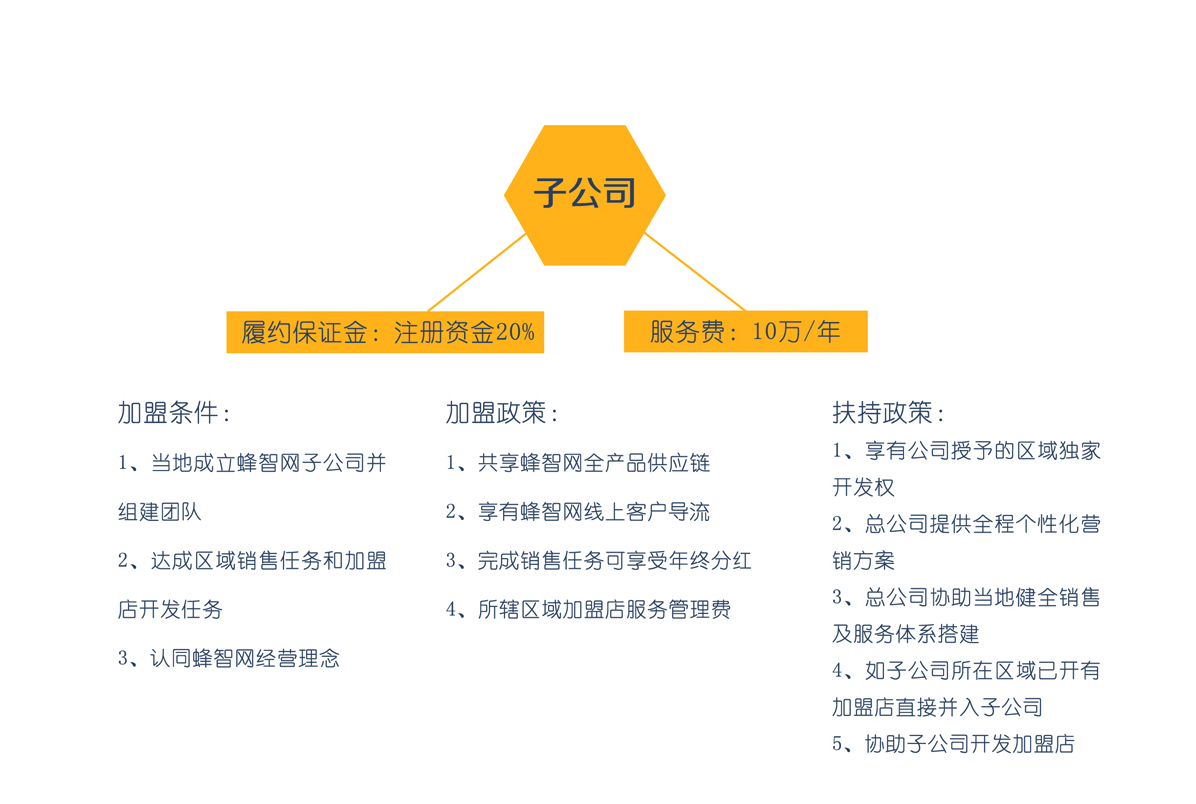 子公司
履约保证金：注册资金20%
服务费：10万/年
加盟条件：
1、当地成立蜂智网子公司并
组建团队
2、达成区域销售任务和加盟
店开发任务
3、认同蜂智网经营理念
加盟政策：
1、共享蜂智网全产品供应链
2、享有蜂智网线上客户导流
3、完成销售任务可享受年终分红
4、所辖区域加盟店服务管理费
扶持政策：
1、享有公司授予的区域独家
开发权
2、总公司提供全程个性化营
销方案
3、总公司协助当地健全销售
及服务体系搭建
4、如子公司所在区域已开有
加盟店直接并入子公司
5、协助子公司开发加盟店